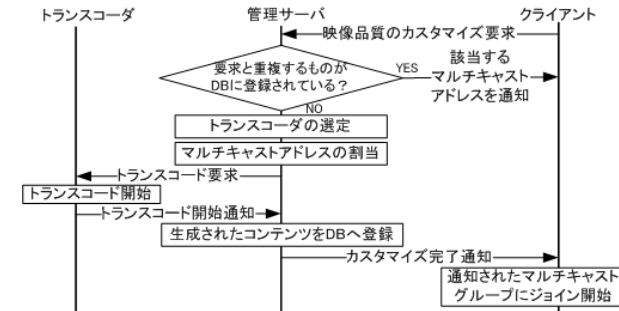 トランスコーダ
管理サーバ
クライアント
映像品質のカスタマイズ要求
要求と重複するものが
DBに登録されている？
YES
該当する
マルチキャスト
アドレスを通知
NO
トランスコーダの選定
マルチキャストアドレスの割当
トランスコード要求
トランスコード開始
トランスコード開始通知
生成されたコンテンツをDBへ登録
カスタマイズ完了通知
通知されたマルチキャスト
グループにジョイン開始